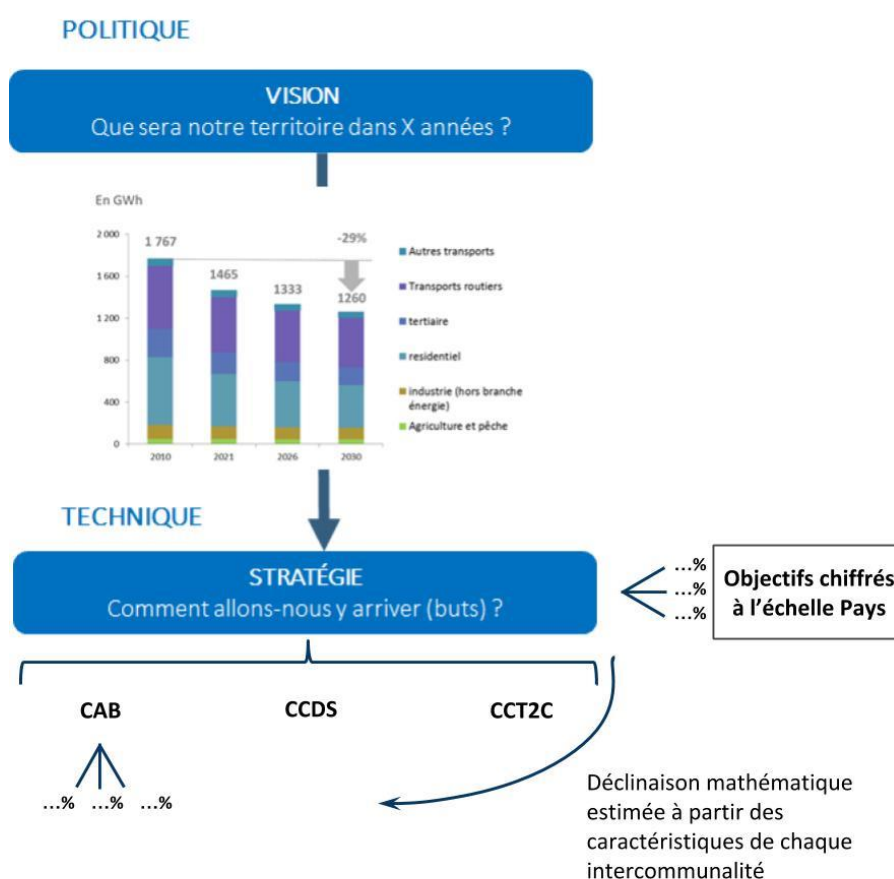 POLITIQUE
VISION
Que sera notre territoire dans X années ?
En GWh
2 000
1 600
1 200
800
400
0
1 767
1465
1333
-29%
1260
2010
2021
2026
2030
Autres transports
Transports routiers
tertiaire
residentiel
industrie (hors branche
énergie)
Agriculture et pêche
TECHNIQUE
STRATÉGIE
Comment allons-nous y arriver (buts) ?
...%
...%
...%
Objectifs chiffrés
à l’échelle Pays
CAB
CCDS
CCT2C
...% ...% ...%
Déclinaison mathématique
estimée à partir des
caractéristiques de chaque
intercommunalité